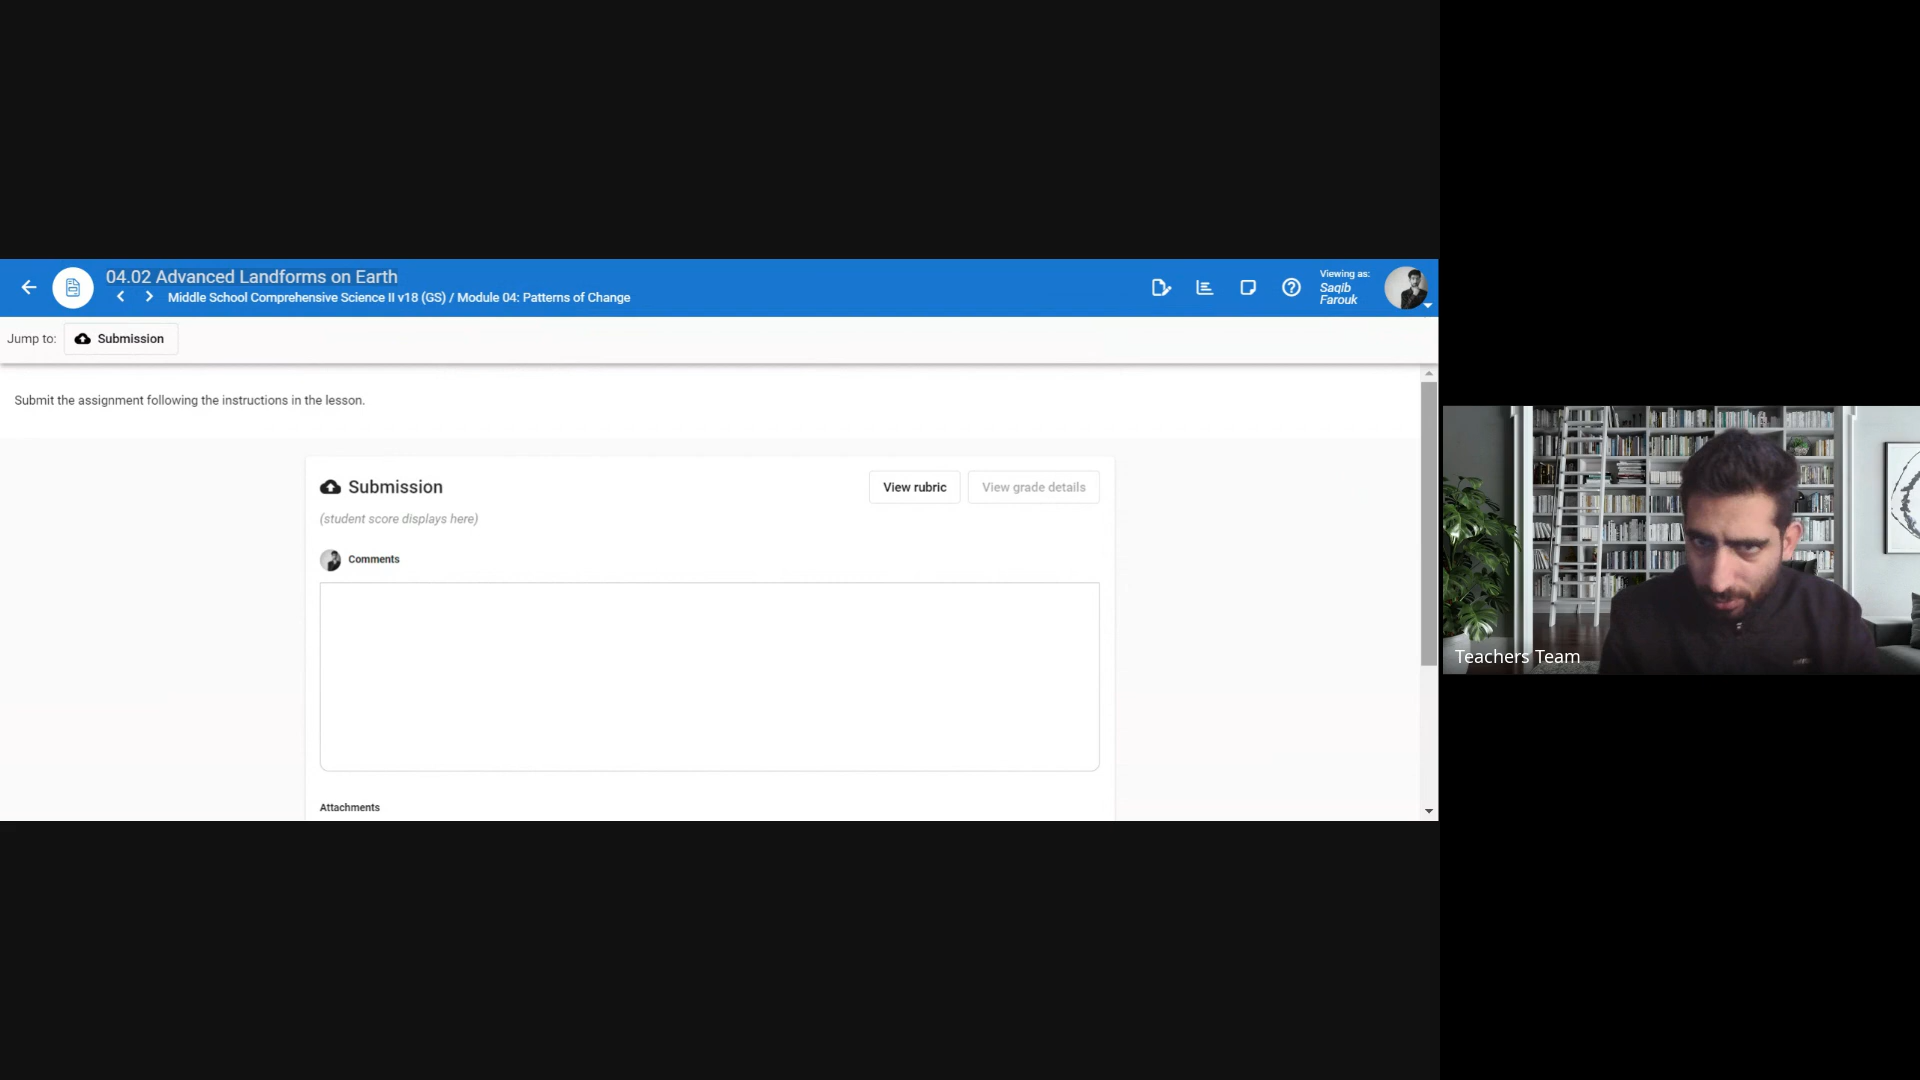 04.02 Advanced Landforms on Earth
Middle School Comprehensive Science II v18 (GS) / Module 04: Patterns of Change
Viewing as:
Saqib
Farouk
Jump to:
Submission
Submit the assignment following the instructions in the lesson.
Submission
View rubric
View grade details
(student score displays here)
Comments
Attachments
Teachers Team